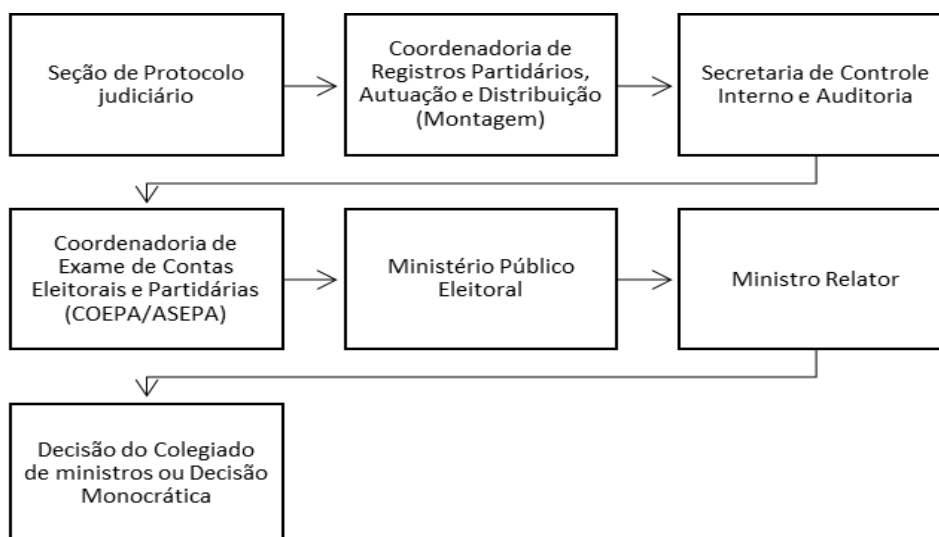 Seção de Protocolo
judiciário
Coordenadoria de
Registros Partidários,
Autuação e Distribuição
(Montagem)
Secretaria de Controle
Interno e Auditoria
Coordenadoria de
Exame de Contas
Eleitorais e Partidárias
(COEPA/ASEPA)
Ministério Público
Eleitoral
Ministro Relator
Decisão do Colegiado
de ministros ou Decisão
Monocrática